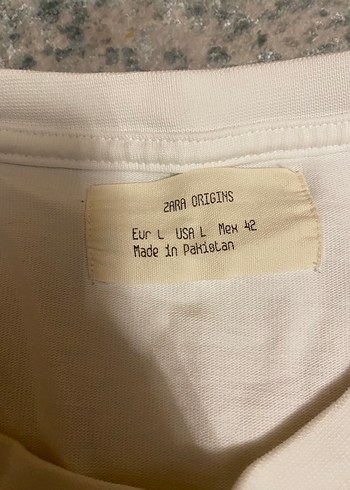 ZARA ORIGINS
Eur L USA L Mex 42
Made in Pakistan